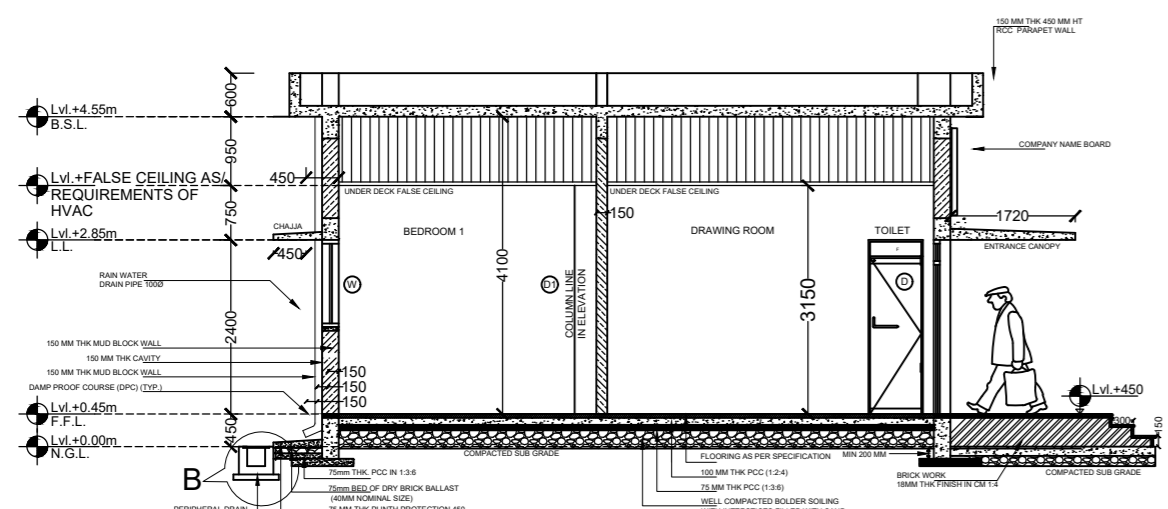 150 MM THK 450 MM HT
RCC PARAPET WALL
600
Lvl.+4.55m
B.S.L.
950
COMPANY NAME BOARD
Lvl.+FALSE CEILING AS/
REQUIREMENTS OF
HVAC
450
UNDER DECK FALSE CEILING
UNDER DECK FALSE CEILING
750
150
1720
CHAJJA
BEDROOM 1
DRAWING ROOM
TOILET
Lvl.+2.85m
L.L.
450
ENTRANCE CANOPY
F
4100
RAIN WATER
DRAIN PIPE 100Ø
W
D1
COLUMN LINE
IN ELEVATION
3150
D
2400
150 MM THK MUD BLOCK WALL
150 MM THK CAVITY
150 MM THK MUD BLOCK WALL
DAMP PROOF COURSE (DPC) (TYP.)
150
150
150
Lvl.+450
Lvl.+0.45m
F.F.L.
450
Lvl.+0.00m
N.G.L.
300
150
COMPACTED SUB GRADE
FLOORING AS PER SPECIFICATION
MIN 200 MM
B
75mm THK. PCC IN 1:3:6
100 MM THK PCC (1:2:4)
BRICK WORK
18MM THK FINISH IN CM 1:4
COMPACTED SUB GRADE
75mm BED OF DRY BRICK BALLAST
(40MM NOMINAL SIZE)
75 MM THK PCC (1:3:6)
WELL COMPACTED BOLDER SOILING
PERIPHERAL DRAIN
75 MM THK PLINTH PROTECTION 450